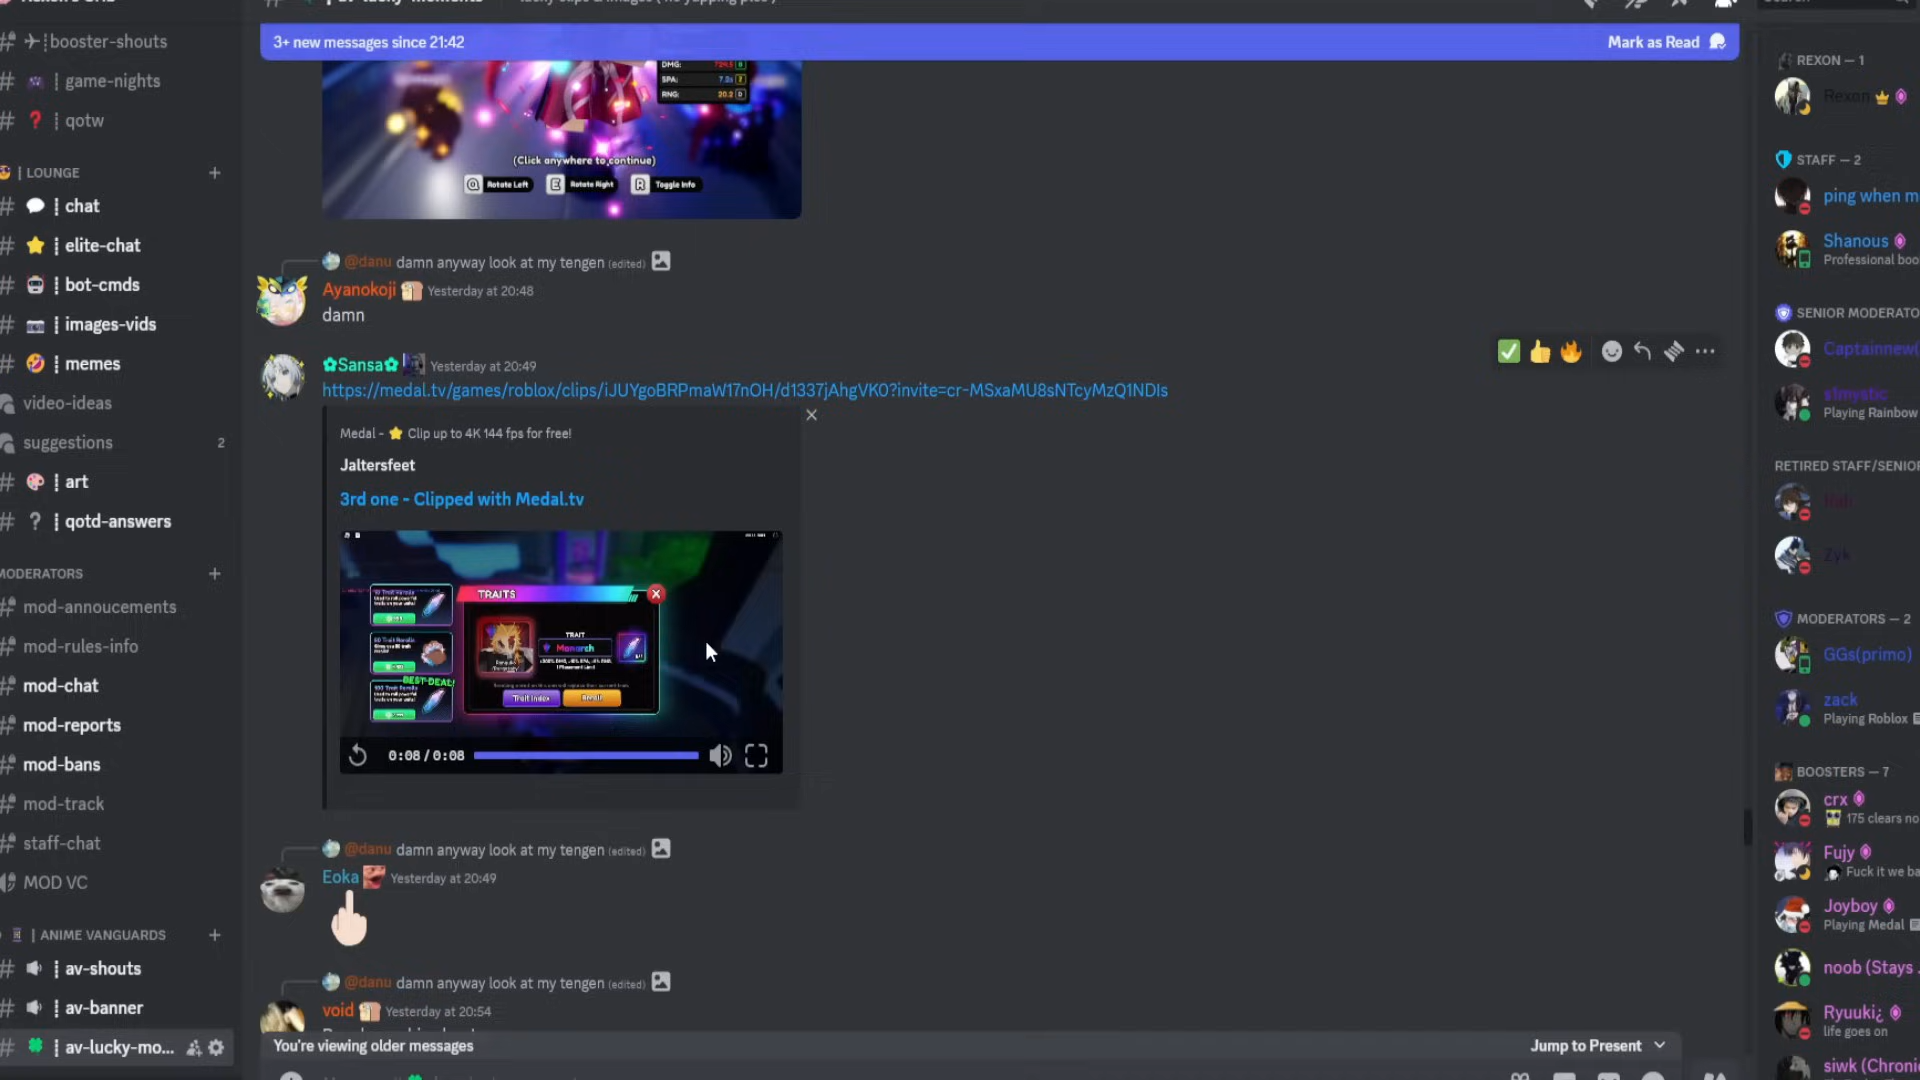 3+ new messages since 21:42
Mark as Read
booster-shouts
game-nights
qotw
LOUNGE
chat
elite-chat
bot-cmds
images-vids
memes
video-ideas
suggestions 2
art
qotd-answers
MODERATORS
mod-annoucements
mod-rules-info
mod-chat
mod-reports
mod-bans
mod-track
staff-chat
MOD VC
ANIME VANGUARDS
av-shouts
av-banner
av-lucky-mo...
DMG:
SPA:
RNG: 20.2
(Click anywhere to continue)
Q Rotate Left E Rotate Right R Toggle Info
@danu damn anyway look at my tengen (edited)
Ayanokoji Yesterday at 20:48
damn
✿Sansa✿ Yesterday at 20:49
https://medal.tv/games/roblox/clips/iJUYgoBRPmaW17nOH/d1337jAhgVK0?invite=cr-MSxaMU8sNTcyMzQ1NDIs
Medal - ⭐ Clip up to 4K 144 fps for free!
Jaltersfeet
3rd one - Clipped with Medal.tv
TRAITS
TRAIT
Monarch
BEST DEAL!
Trait Index
0:08 / 0:08
@danu damn anyway look at my tengen (edited)
Eoka Yesterday at 20:49
@danu damn anyway look at my tengen (edited)
void Yesterday at 20:54
You're viewing older messages
Jump to Present
REXON — 1
Rexon
STAFF — 2
ping when m
Shanous
Professional boo
SENIOR MODERATO
Captainnew(
s1mystic
Playing Rainbow
RETIRED STAFF/SENIOR
Zyk
MODERATORS — 2
GGs(primo)
zack
Playing Roblox
BOOSTERS — 7
crx
175 clears no
Fujy
Fuck it we ba
Joyboy
Playing Medal
noob (Stays .
Ryuuki¿
life goes on
siwk (Chroni